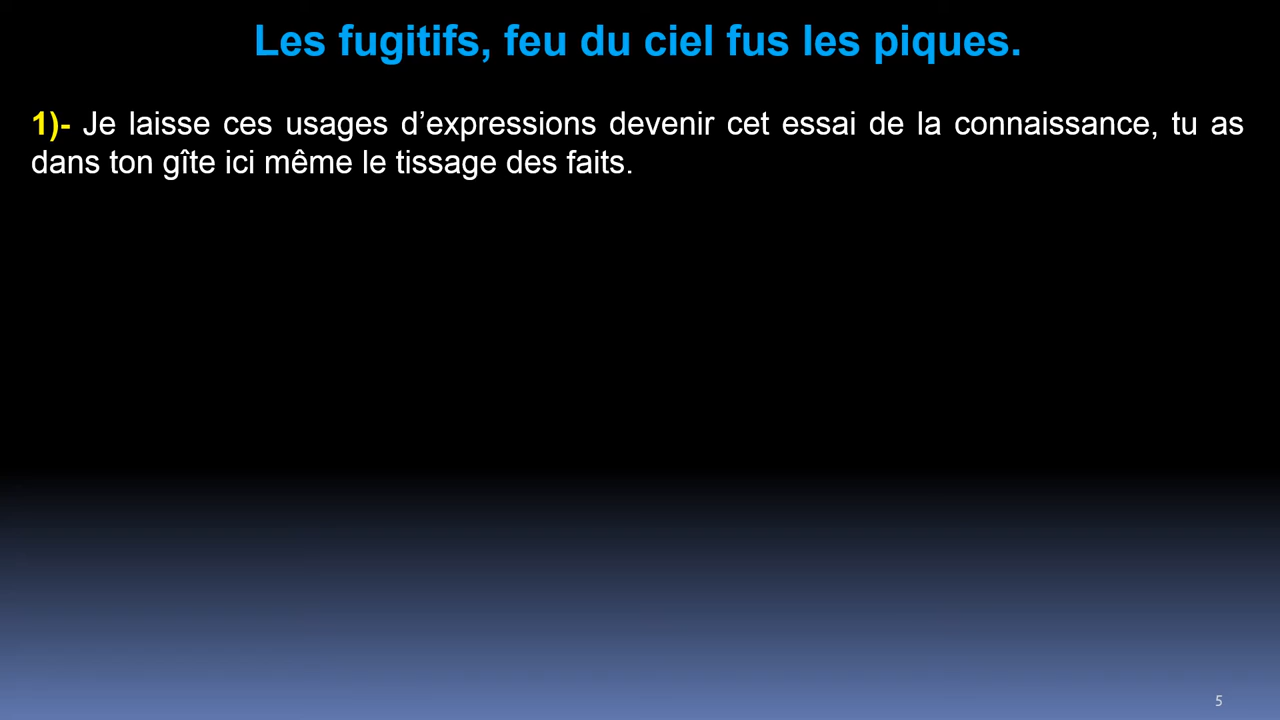 Les fugitifs, feu du ciel fus les piques.
1)- Je laisse ces usages d’expressions devenir cet essai de la connaissance, tu as
dans ton gîte ici même le tissage des faits.
5